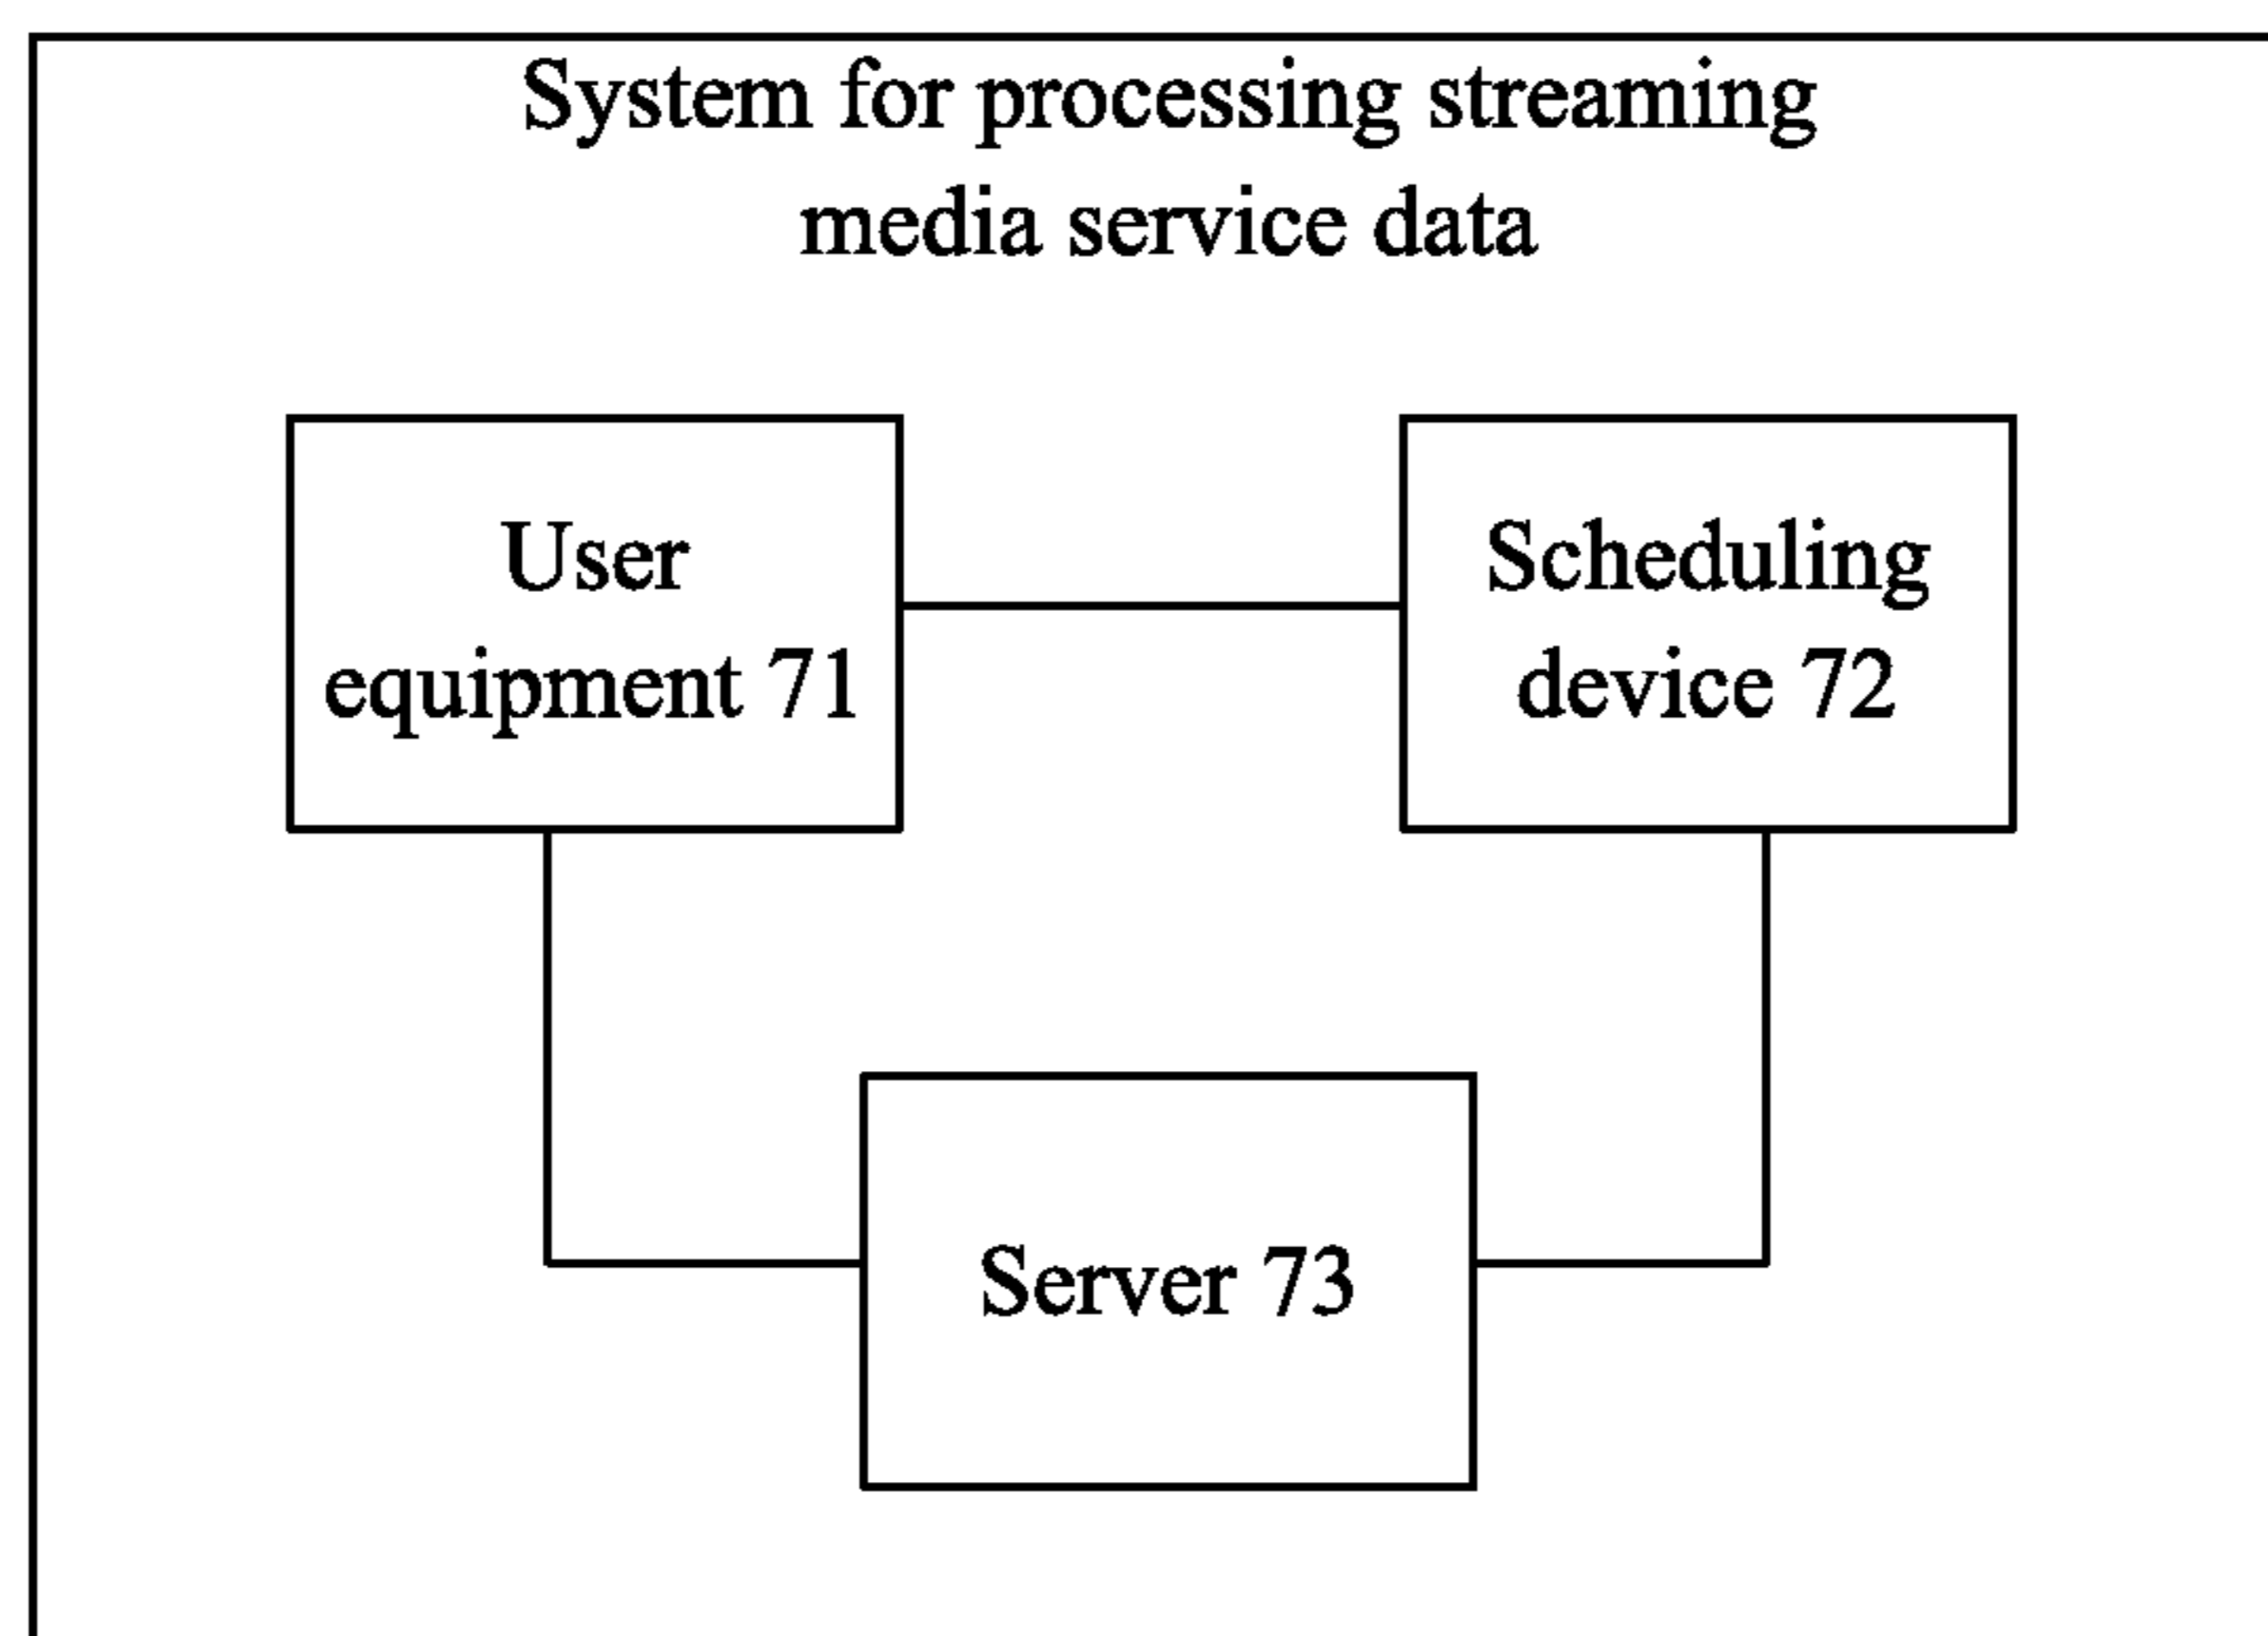 System for processing streaming
media service data
User
equipment 71
Scheduling
device 72
Server 73